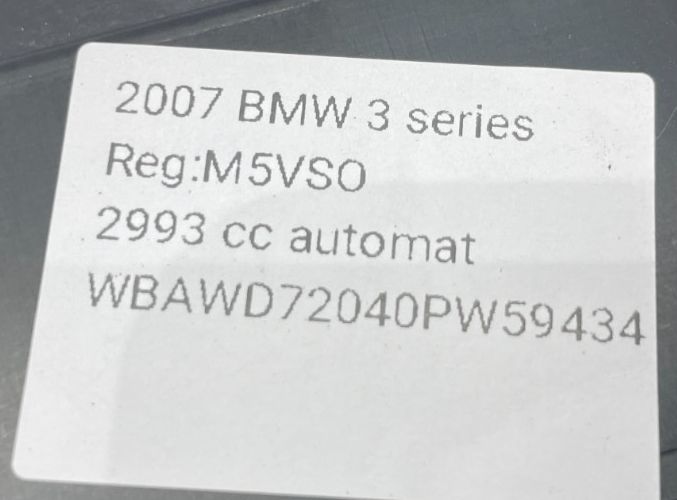 2007 BMW 3 series
Reg:M5VSO
2993 cc automat
WBAWD72040PW59434